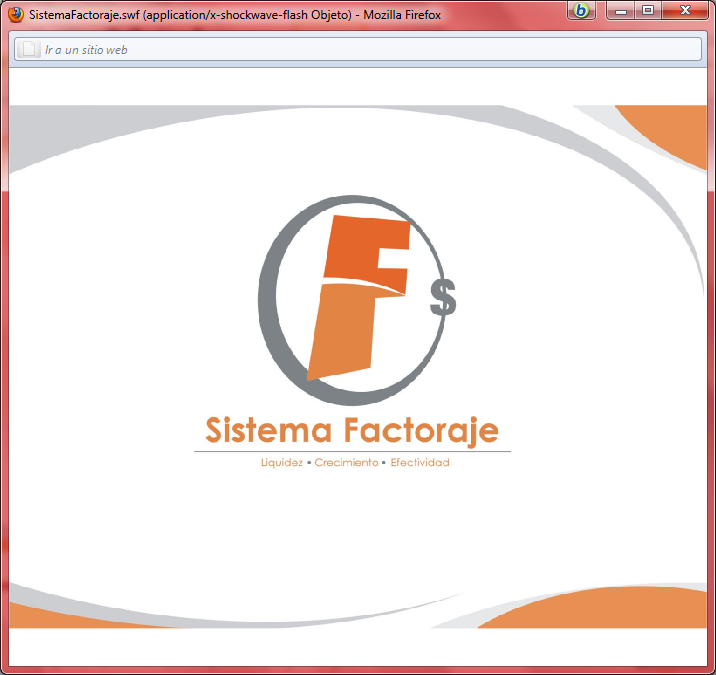 SistemaFactoraje.swf (application/x-shockwave-flash Objeto) - Mozilla Firefox
b
Ir a un sitio web
F
$
Sistema Factoraje
Liquidez • Crecimiento • Efectividad